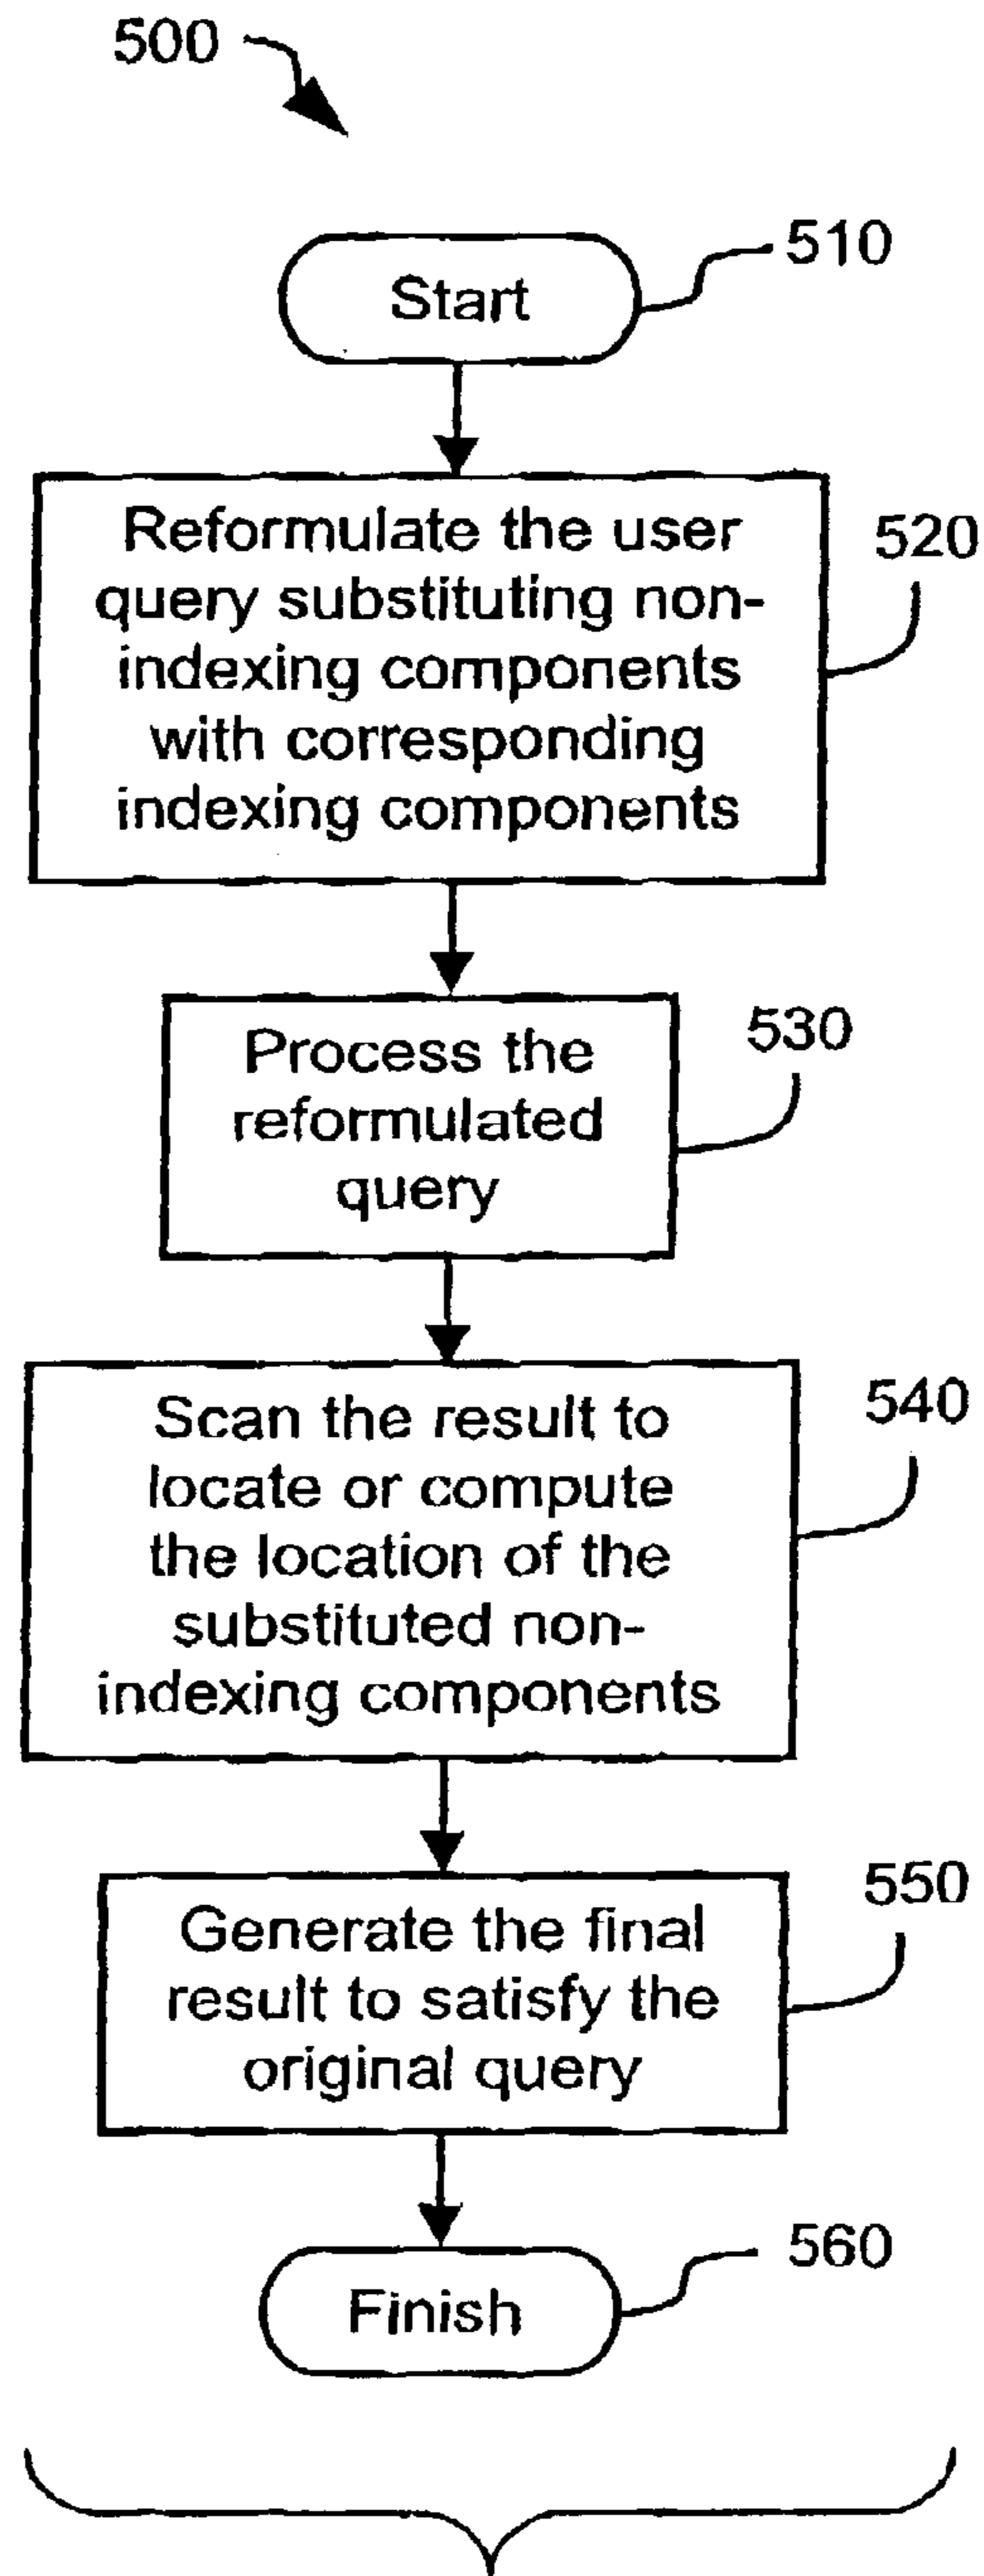 500
510
Start
520
Reformulate the user
query substituting non-
indexing components
with corresponding
indexing components
530
Process the
reformulated
query
540
Scan the result to
locate or compute
the location of the
substituted non-
indexing components
550
Generate the final
result to satisfy the
original query
560
Finish